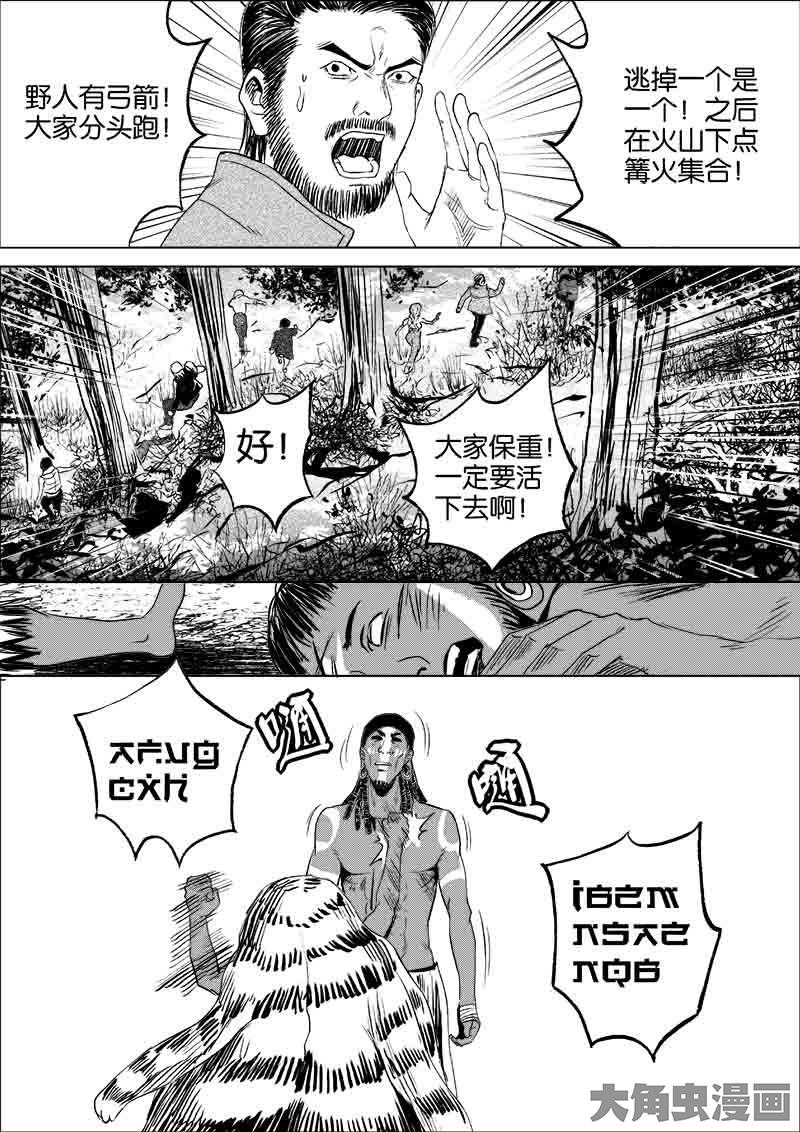 野人有弓箭！
大家分头跑！
逃掉一个是
一个！之后
在火山下点
篝火集合！
好！
大家保重！
一定要活
下去啊！
嗵
嗵
大角虫漫画